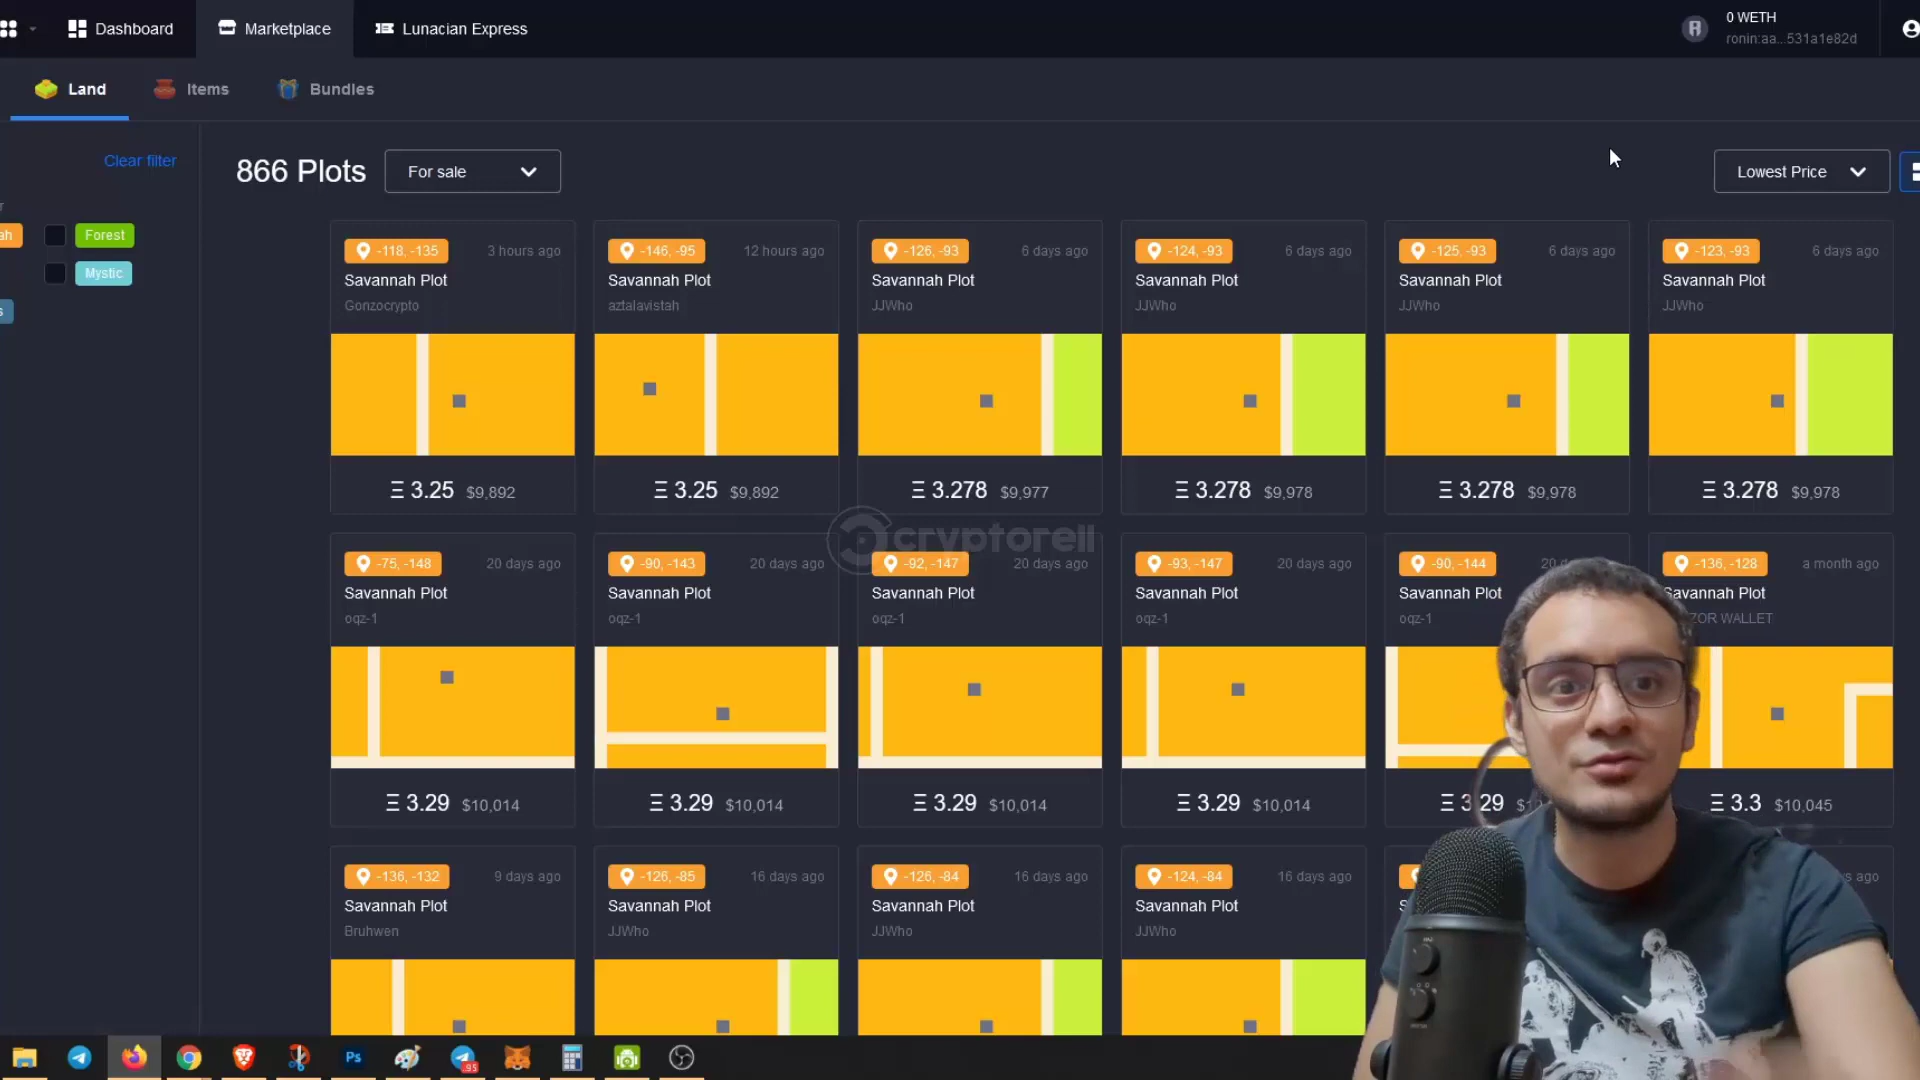 Dashboard
Marketplace
Lunacian Express
0 WETH
ronin:aa...531a1e82d
Land
Items
Bundles
Clear filter
866 Plots
For sale
Lowest Price
ah
Forest
Mystic
s
-118, -135
3 hours ago
Savannah Plot
Gonzocrypto
Ξ 3.25 $9,892
-146, -95
12 hours ago
Savannah Plot
aztalavistah
Ξ 3.25 $9,892
-126, -93
6 days ago
Savannah Plot
JJWho
Ξ 3.278 $9,977
-124, -93
6 days ago
Savannah Plot
JJWho
Ξ 3.278 $9,978
-125, -93
6 days ago
Savannah Plot
JJWho
Ξ 3.278 $9,978
-123, -93
6 days ago
Savannah Plot
JJWho
Ξ 3.278 $9,978
cryptorell
-75, -148
20 days ago
Savannah Plot
oqz-1
Ξ 3.29 $10,014
-90, -143
20 days ago
Savannah Plot
oqz-1
Ξ 3.29 $10,014
-92, -147
20 days ago
Savannah Plot
oqz-1
Ξ 3.29 $10,014
-93, -147
20 days ago
Savannah Plot
oqz-1
Ξ 3.29 $10,014
-90, -144
Savannah Plot
oqz-1
Ξ 3.29
-136, -128
a month ago
Savannah Plot
WALLET
Ξ 3.3 $10,045
-136, -132
9 days ago
Savannah Plot
Bruhwen
-126, -85
16 days ago
Savannah Plot
JJWho
-126, -84
16 days ago
Savannah Plot
JJWho
-124, -84
16 days ago
Savannah Plot
JJWho
ago
Ps
95